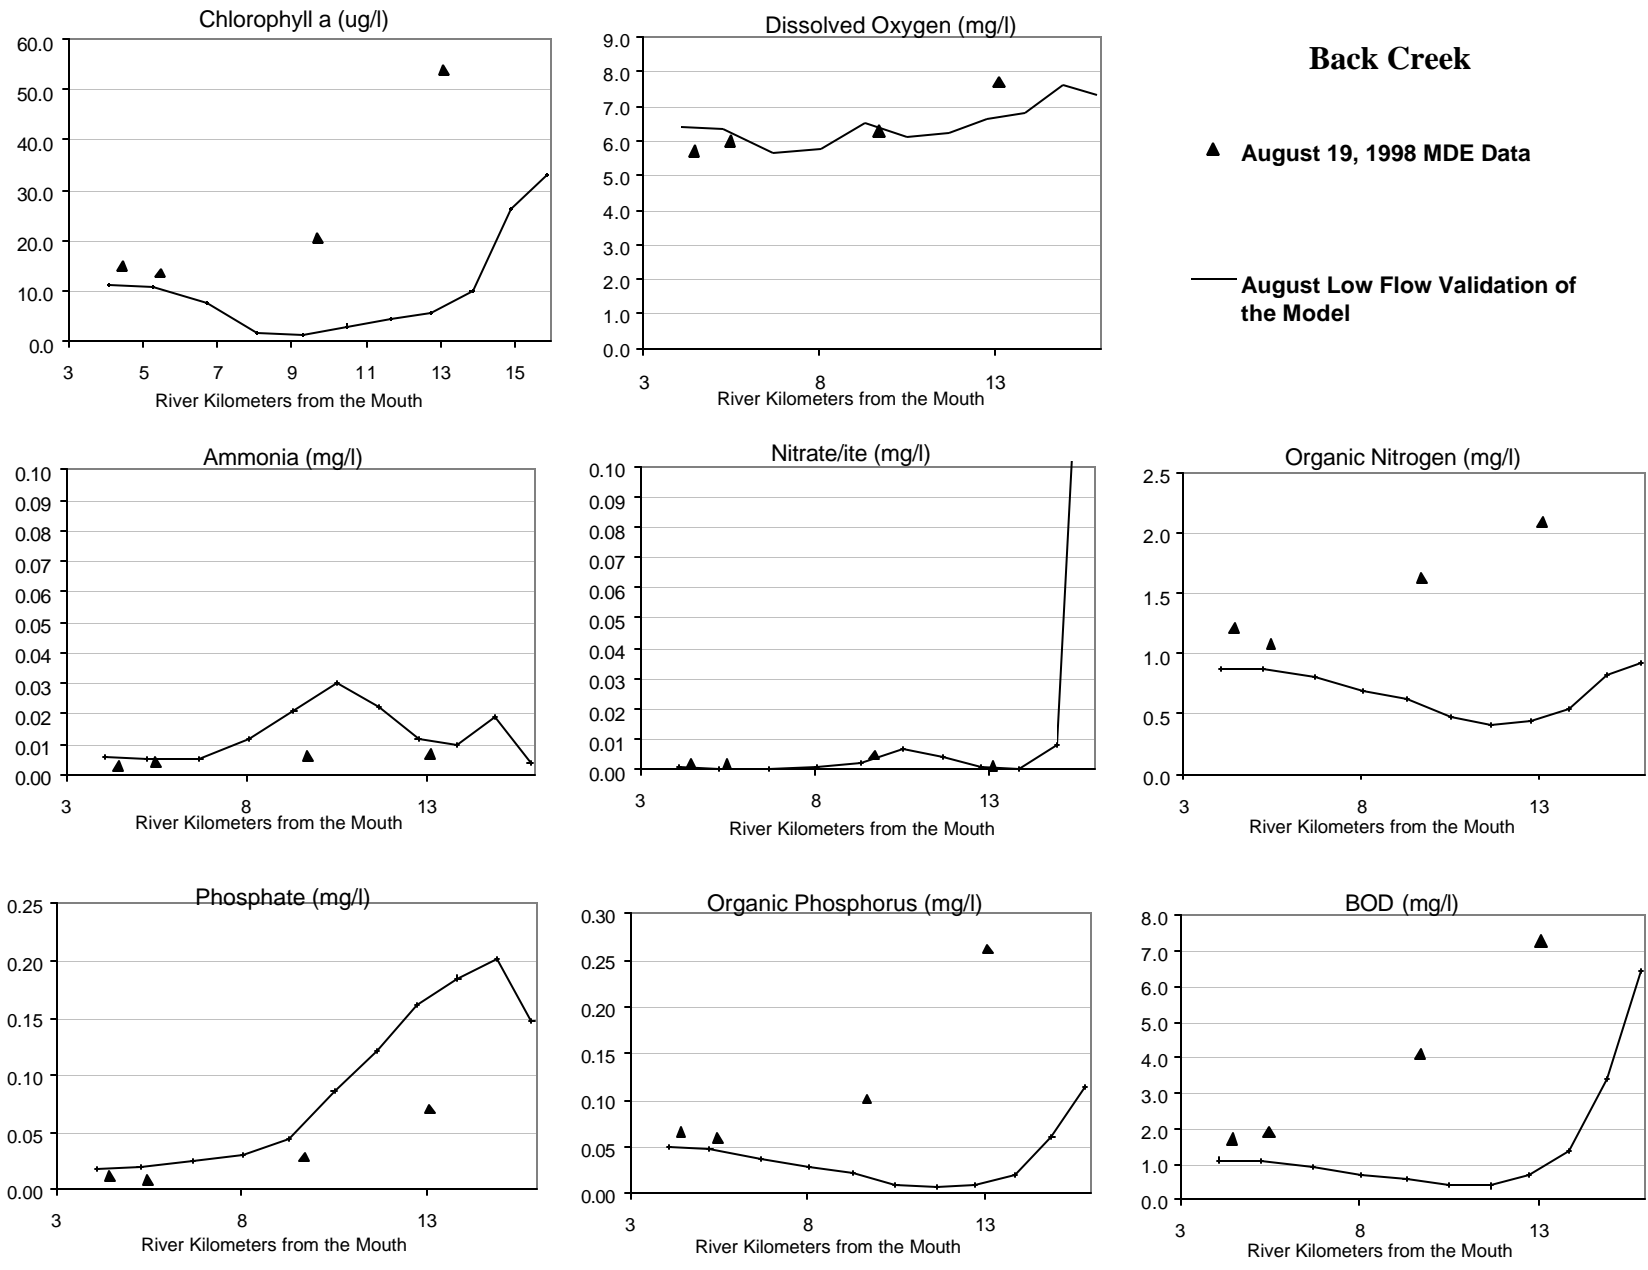 Chlorophyll a (ug/l)
60.0
50.0
40.0
30.0
20.0
10.0
0.0
3 5 7 9 11 13 15
River Kilometers from the Mouth
Dissolved Oxygen (mg/l)
9.0
8.0
7.0
6.0
5.0
4.0
3.0
2.0
1.0
0.0
3 8 13
River Kilometers from the Mouth
Back Creek
August 19, 1998 MDE Data
August Low Flow Validation of
the Model
Ammonia (mg/l)
0.10
0.09
0.08
0.07
0.06
0.05
0.04
0.03
0.02
0.01
0.00
3 8 13
River Kilometers from the Mouth
Nitrate/ite (mg/l)
0.10
0.09
0.08
0.07
0.06
0.05
0.04
0.03
0.02
0.01
0.00
3 8 13
River Kilometers from the Mouth
Organic Nitrogen (mg/l)
2.5
2.0
1.5
1.0
0.5
0.0
3 8 13
River Kilometers from the Mouth
Phosphate (mg/l)
0.25
0.20
0.15
0.10
0.05
0.00
3 8 13
River Kilometers from the Mouth
Organic Phosphorus (mg/l)
0.30
0.25
0.20
0.15
0.10
0.05
0.00
3 8 13
River Kilometers from the Mouth
BOD (mg/l)
8.0
7.0
6.0
5.0
4.0
3.0
2.0
1.0
0.0
3 8 13
River Kilometers from the Mouth